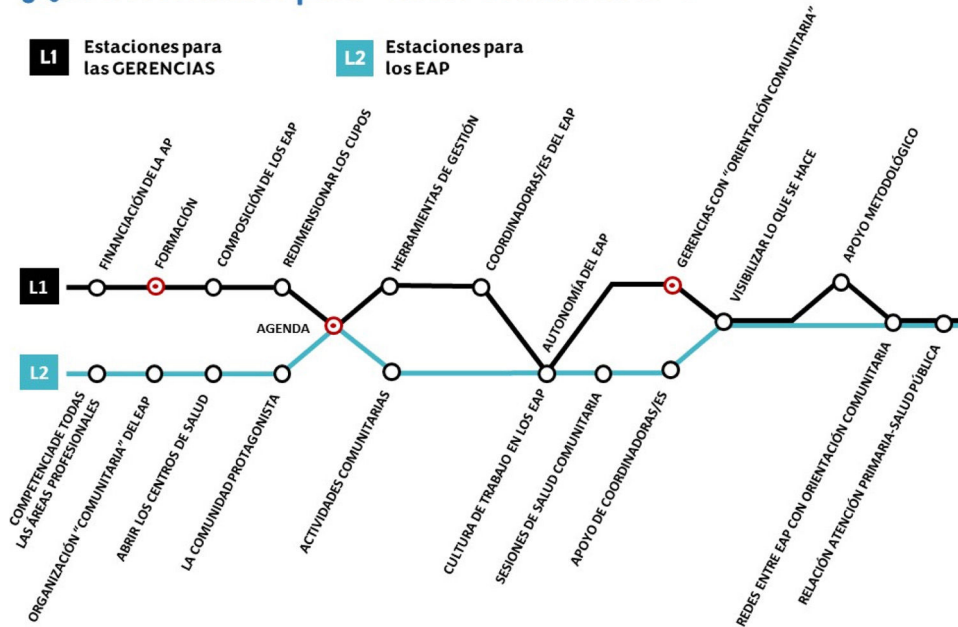 L1
Estaciones para
las GERENCIAS
L2
Estaciones para
los EAP
FINANCIACIÓN DE LA AP
FORMACIÓN
COMPOSICIÓN DE LOS EAP
REDIMENSIONAR LOS CUPOS
HERRAMIENTAS DE GESTIÓN
COORDINADORAS/ES DEL EAP
AUTONOMÍA DEL EAP
GERENCIAS CON "ORIENTACIÓN COMUNITARIA"
VISIBILIZAR LO QUE SE HACE
APOYO METODOLÓGICO
L1
AGENDA
L2
COMPETENCIA DE TODAS
LAS ÁREAS PROFESIONALES
ORGANIZACIÓN "COMUNITARIA" DEL EAP
ABRIR LOS CENTROS DE SALUD
LA COMUNIDAD PROTAGONISTA
ACTIVIDADES COMUNITARIAS
CULTURA DE TRABAJO EN LOS EAP
SESIONES DE SALUD COMUNITARIA
APOYO DE COORDINADORAS/ES
REDES ENTRE EAP CON ORIENTACIÓN COMUNITARIA
RELACIÓN ATENCIÓN PRIMARIA-SALUD PÚBLICA